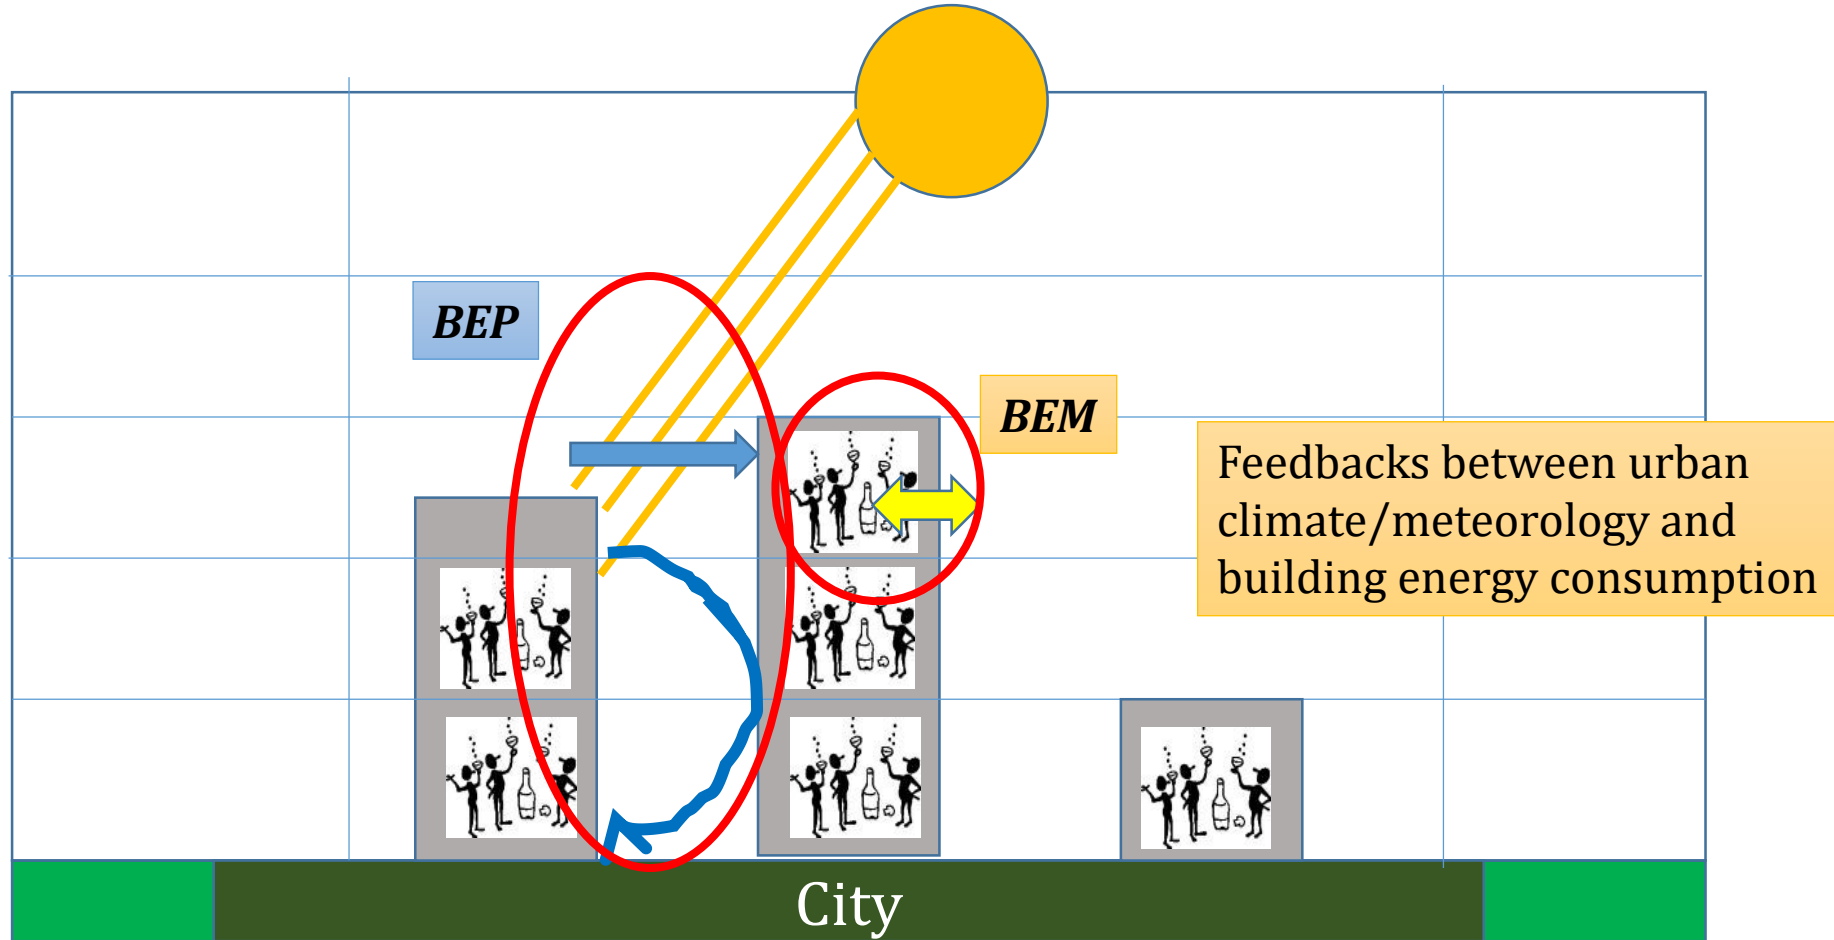 BEP
BEM
Feedbacks between urban
climate/meteorology and
building energy consumption
City